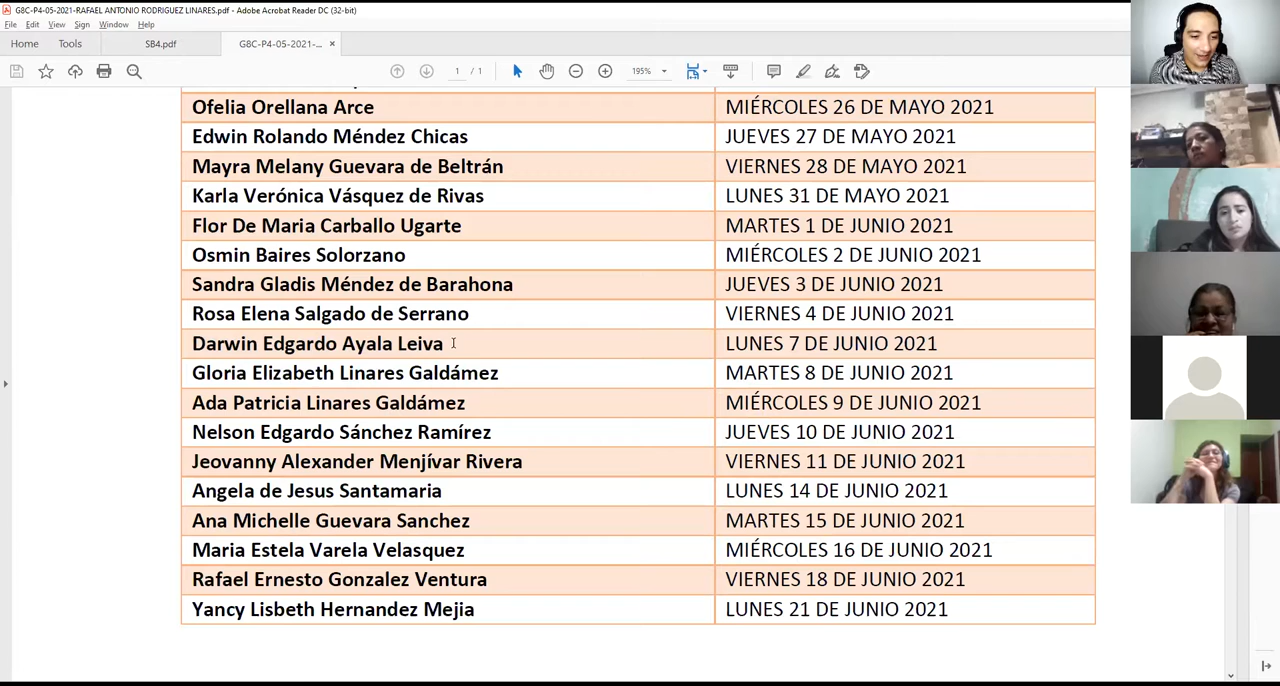 G8C-P4-05-2021-RAFAEL ANTONIO RODRIGUEZ LINARES.pdf - Adobe Acrobat Reader DC (32-bit)
File Edit View Sign Window Help
Home Tools SB4.pdf G8C-P4-05-2021-... ×
1 / 1 195%
Ofelia Orellana Arce MIÉRCOLES 26 DE MAYO 2021
Edwin Rolando Méndez Chicas JUEVES 27 DE MAYO 2021
Mayra Melany Guevara de Beltrán VIERNES 28 DE MAYO 2021
Karla Verónica Vásquez de Rivas LUNES 31 DE MAYO 2021
Flor De Maria Carballo Ugarte MARTES 1 DE JUNIO 2021
Osmin Baires Solorzano MIÉRCOLES 2 DE JUNIO 2021
Sandra Gladis Méndez de Barahona JUEVES 3 DE JUNIO 2021
Rosa Elena Salgado de Serrano VIERNES 4 DE JUNIO 2021
Darwin Edgardo Ayala Leiva LUNES 7 DE JUNIO 2021
Gloria Elizabeth Linares Galdámez MARTES 8 DE JUNIO 2021
Ada Patricia Linares Galdámez MIÉRCOLES 9 DE JUNIO 2021
Nelson Edgardo Sánchez Ramírez JUEVES 10 DE JUNIO 2021
Jeovanny Alexander Menjívar Rivera VIERNES 11 DE JUNIO 2021
Angela de Jesus Santamaria LUNES 14 DE JUNIO 2021
Ana Michelle Guevara Sanchez MARTES 15 DE JUNIO 2021
Maria Estela Varela Velasquez MIÉRCOLES 16 DE JUNIO 2021
Rafael Ernesto Gonzalez Ventura VIERNES 18 DE JUNIO 2021
Yancy Lisbeth Hernandez Mejia LUNES 21 DE JUNIO 2021